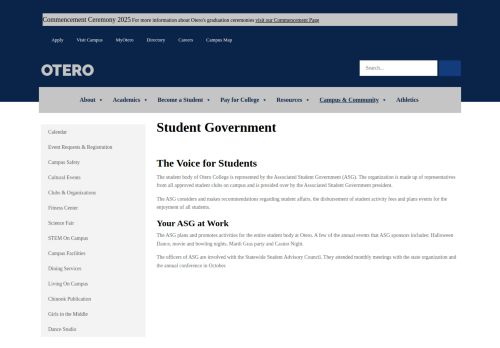 Commencement Ceremony 2025 For more information about Otero's graduation ceremonies visit our Commencement Page
Apply Visit Campus MyOtero Directory Careers Campus Map
OTERO
Search...
About Academics Become a Student Pay for College Resources Campus & Community Athletics
Calendar
Event Requests & Registration
Campus Safety
Cultural Events
Clubs & Organizations
Fitness Center
Science Fair
STEM On Campus
Campus Facilities
Dining Services
Living On Campus
Chinook Publication
Girls in the Middle
Dance Studio
Student Government
The Voice for Students
The student body of Otero College is represented by the Associated Student Government (ASG). The organization is made up of representatives
from all approved student clubs on campus and is presided over by the Associated Student Government president.
The ASG considers and makes recommendations regarding student affairs, the disbursement of student activity fees and plans events for the
enjoyment of all students.
Your ASG at Work
The ASG plans and promotes activities for the entire student body at Otero. A few of the annual events that ASG sponsors includes: Halloween
Dance, movie and bowling nights, Mardi Gras party and Casino Night.
The officers of ASG are involved with the Statewide Student Advisory Council. They attended monthly meetings with the state organization and
the annual conference in October.